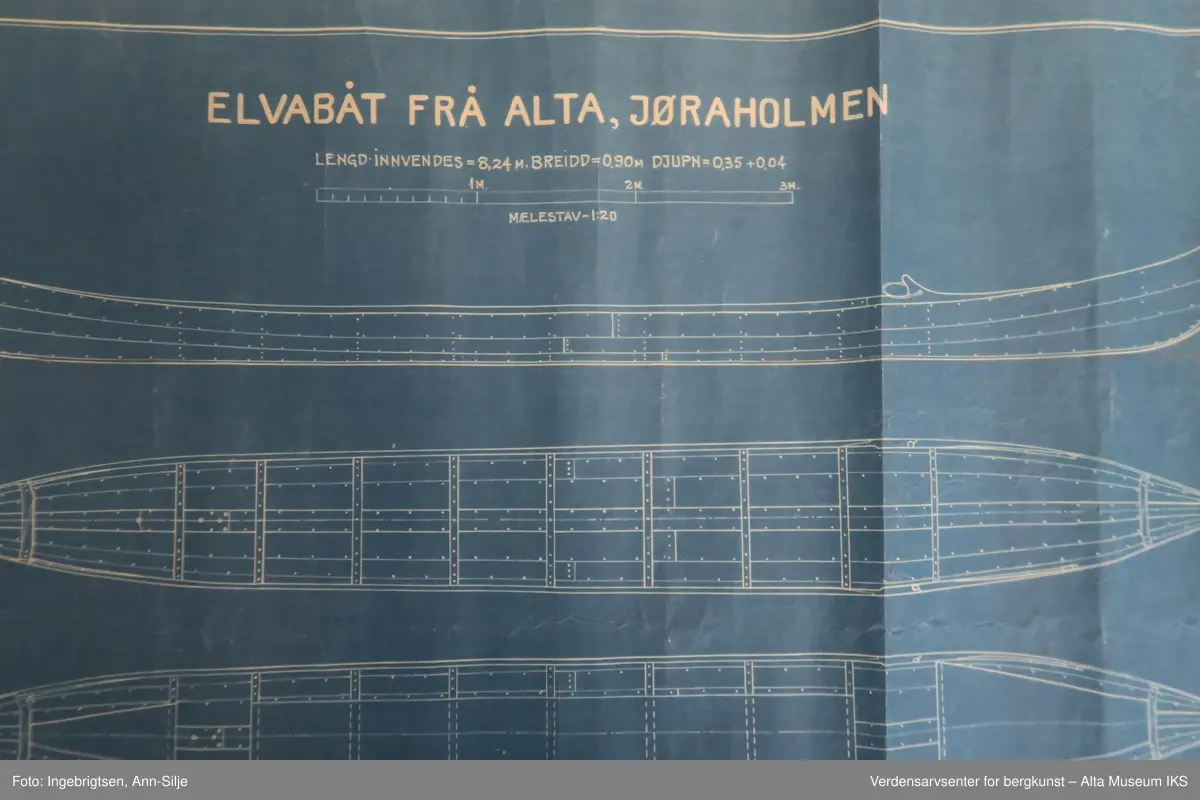 ELVABÅT FRÅ ALTA, JØRAHOLMEN
LENGD·INNVENDES=8,24 M. BREIDD=0,90M DJUPN=0,35+0,04
1M. 2M. 3M.
MÆLESTAV-1:20
Foto: Ingebrigtsen, Ann-Silje Verdensarvsenter for bergkunst – Alta Museum IKS